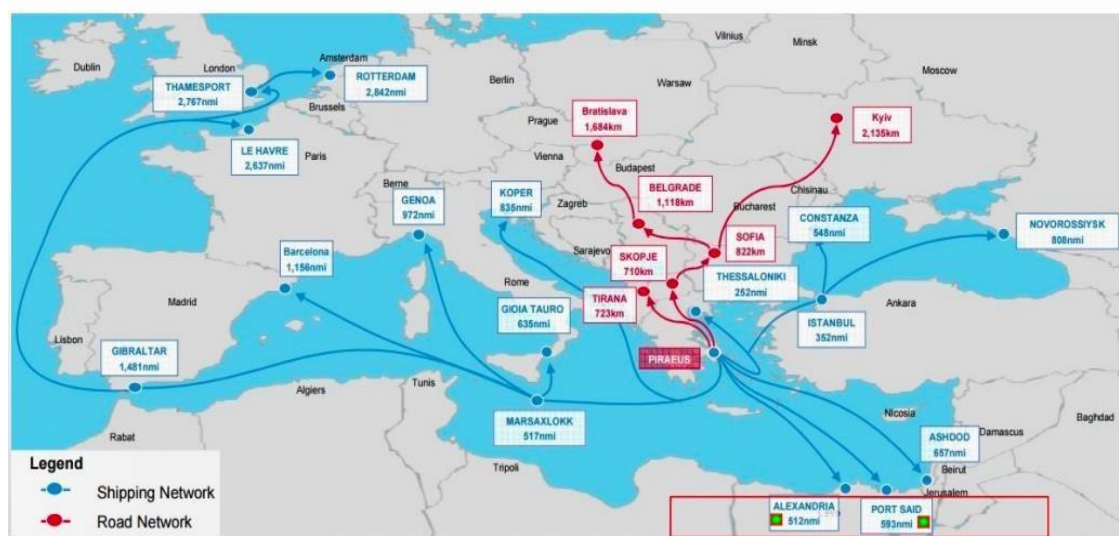 Dublin
London
Amsterdam
THAMESPORT
2,767nmi
ROTTERDAM
2,842nmi
Brussels
LE HAVRE
2,637nmi
Paris
Berlin
Vilnius
Minsk
Warsaw
Moscow
Prague
Bratislava
1,684km
Kyiv
2,135km
Vienna
Budapest
Berne
GENOA
972nmi
KOPER
835nmi
Zagreb
BELGRADE
1,118km
Bucharest
Chisinau
CONSTANZA
548nmi
NOVOROSSIYSK
808nmi
Barcelona
1,156nmi
Sarajevo
SKOPJE
710km
SOFIA
822km
Rome
TIRANA
723km
THESSALONIKI
252nmi
Madrid
Lisbon
GIOIA TAURO
635nmi
Ankara
ISTANBUL
352nmi
GIBRALTAR
1,481nmi
PIRAEUS
Algiers
Tunis
MARSAXLOKK
517nmi
Nicosia
Baghdad
Damascus
ASHDOD
657nmi
Beirut
Rabat
Tripoli
Jerusalem
ALEXANDRIA
512nmi
PORT SAID
593nmi
Legend
Shipping Network
Road Network